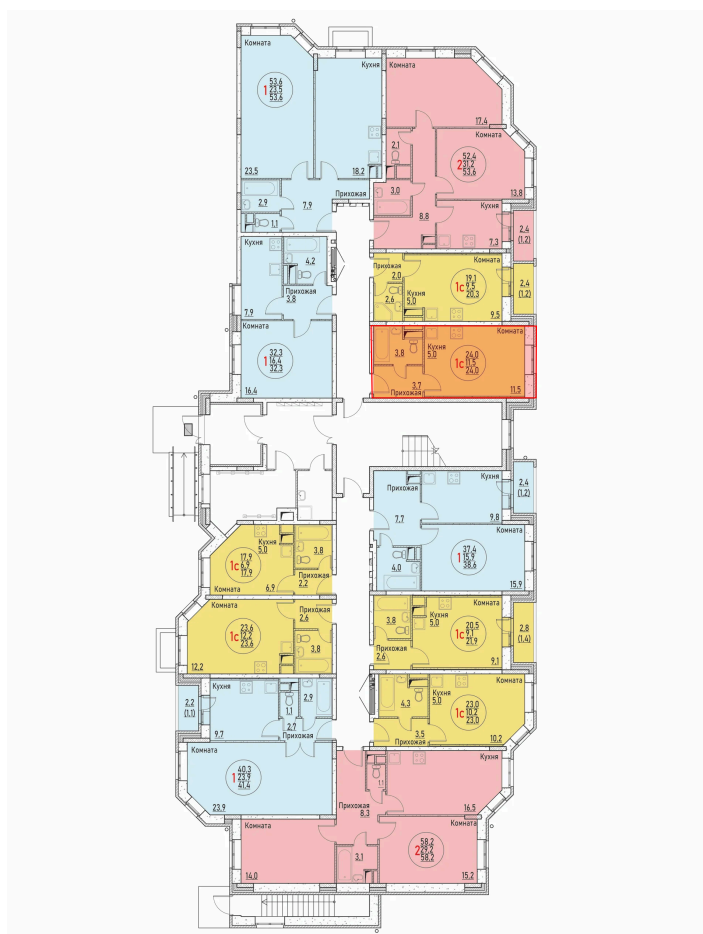 Комната
53.6
1 23.5
53.6
23.5
Кухня
18.2
Прихожая
2.9
7.9
1.1
Комната
17.4
Комната
52.4
2 31.2
53.6
13.8
2.1
3.0
8.8
Кухня
7.3
2,4
(1,2)
Кухня
7.9
4.2
Прихожая
3.8
Комната
32.3
1 16.4
32.3
16.4
Прихожая
2.0
2.6
Кухня
5.0
Комната
19.1
1с 9.5
20.3
9.5
2,4
(1,2)
3.8
Кухня
5.0
Комната
24.0
1с 11.5
24.0
3.7
Прихожая
11.5
Прихожая
7.7
Кухня
9.8
2,4
(1,2)
4.0
37.4
1 15.9
38.6
Комната
15.9
Кухня
5.0
17.9
1с 6.9
17.9
Комната
6.9
3.8
Прихожая
2.2
Комната
23.6
1с 12.2
23.6
12.2
Прихожая
2.6
3.8
3.8
Кухня
5.0
Комната
20.5
1с 9.1
21.9
Прихожая
2.6
9.1
2,8
(1,4)
2,2
(1,1)
Кухня
9.7
1.1
2.9
2.7
Прихожая
4.3
Кухня
5.0
Комната
23.0
1с 10.2
23.0
3.5
Прихожая
10.2
Комната
40.3
1 23.9
41.4
23.9
Прихожая
8.3
1.1
Кухня
16.5
Комната
14.0
3.1
Комната
58.2
2 29.2
58.2
15.2